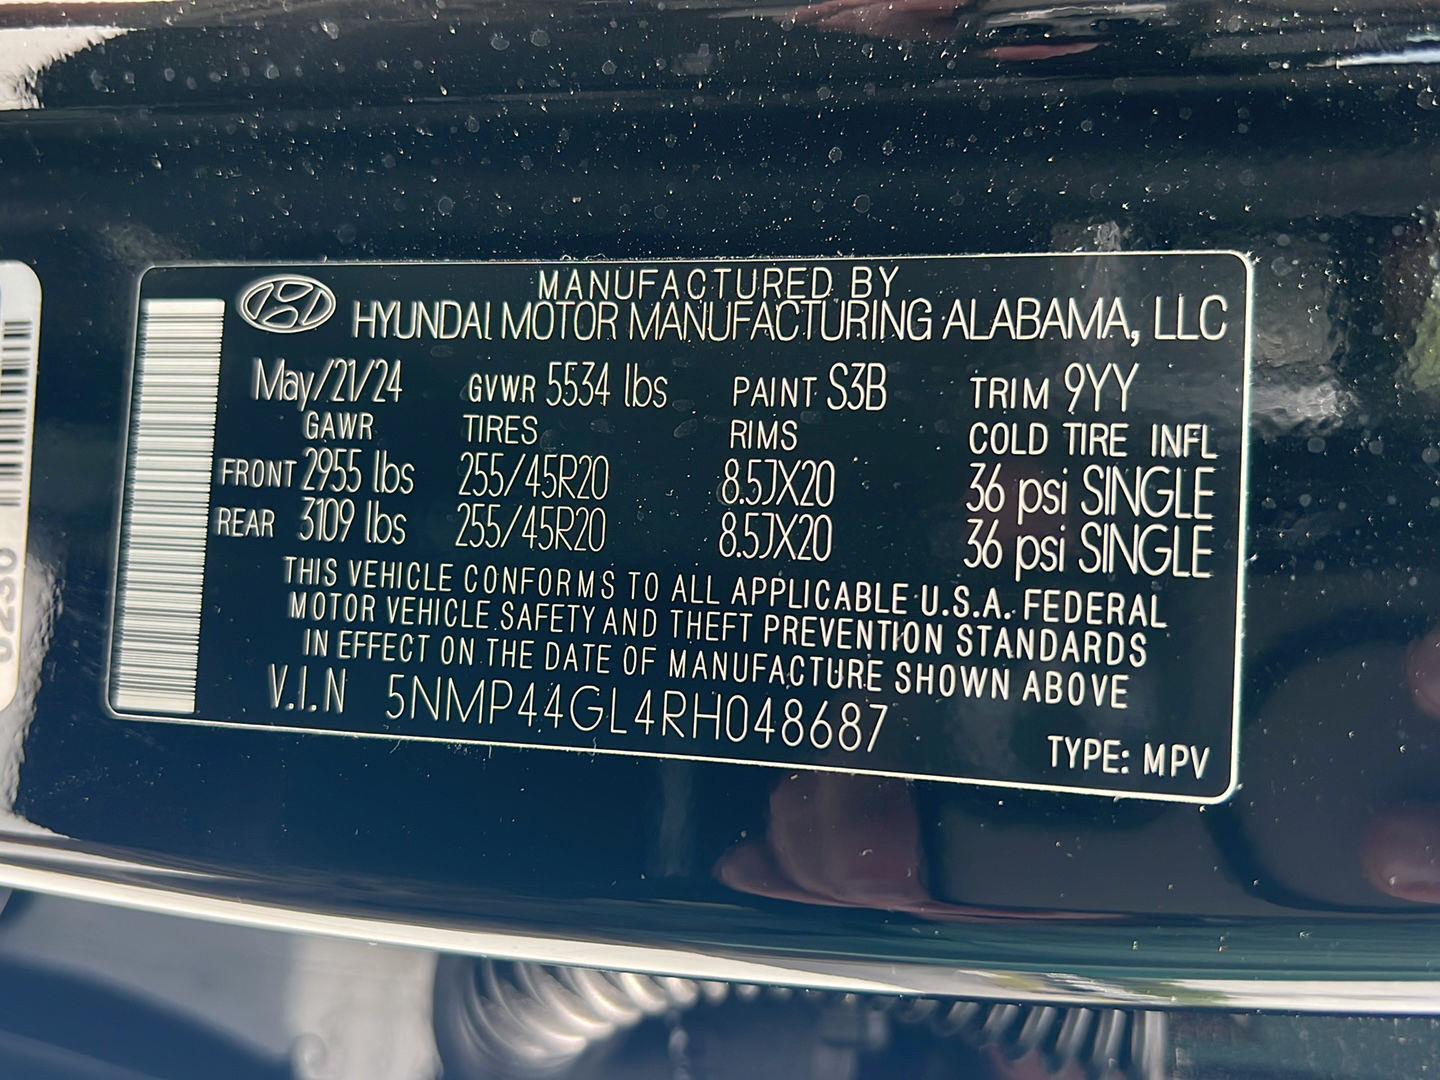 MANUFACTURED BY
HYUNDAI MOTOR MANUFACTURING ALABAMA, LLC
May/21/24 GVWR 5534 lbs PAINT S3B TRIM 9YY
GAWR TIRES RIMS COLD TIRE INFL
FRONT 2955 lbs 255/45R20 8.5JX20 36 psi SINGLE
REAR 3109 lbs 255/45R20 8.5JX20 36 psi SINGLE
THIS VEHICLE CONFORMS TO ALL APPLICABLE U.S.A. FEDERAL
MOTOR VEHICLE SAFETY AND THEFT PREVENTION STANDARDS
IN EFFECT ON THE DATE OF MANUFACTURE SHOWN ABOVE
V.I.N 5NMP44GL4RH048687
TYPE: MPV